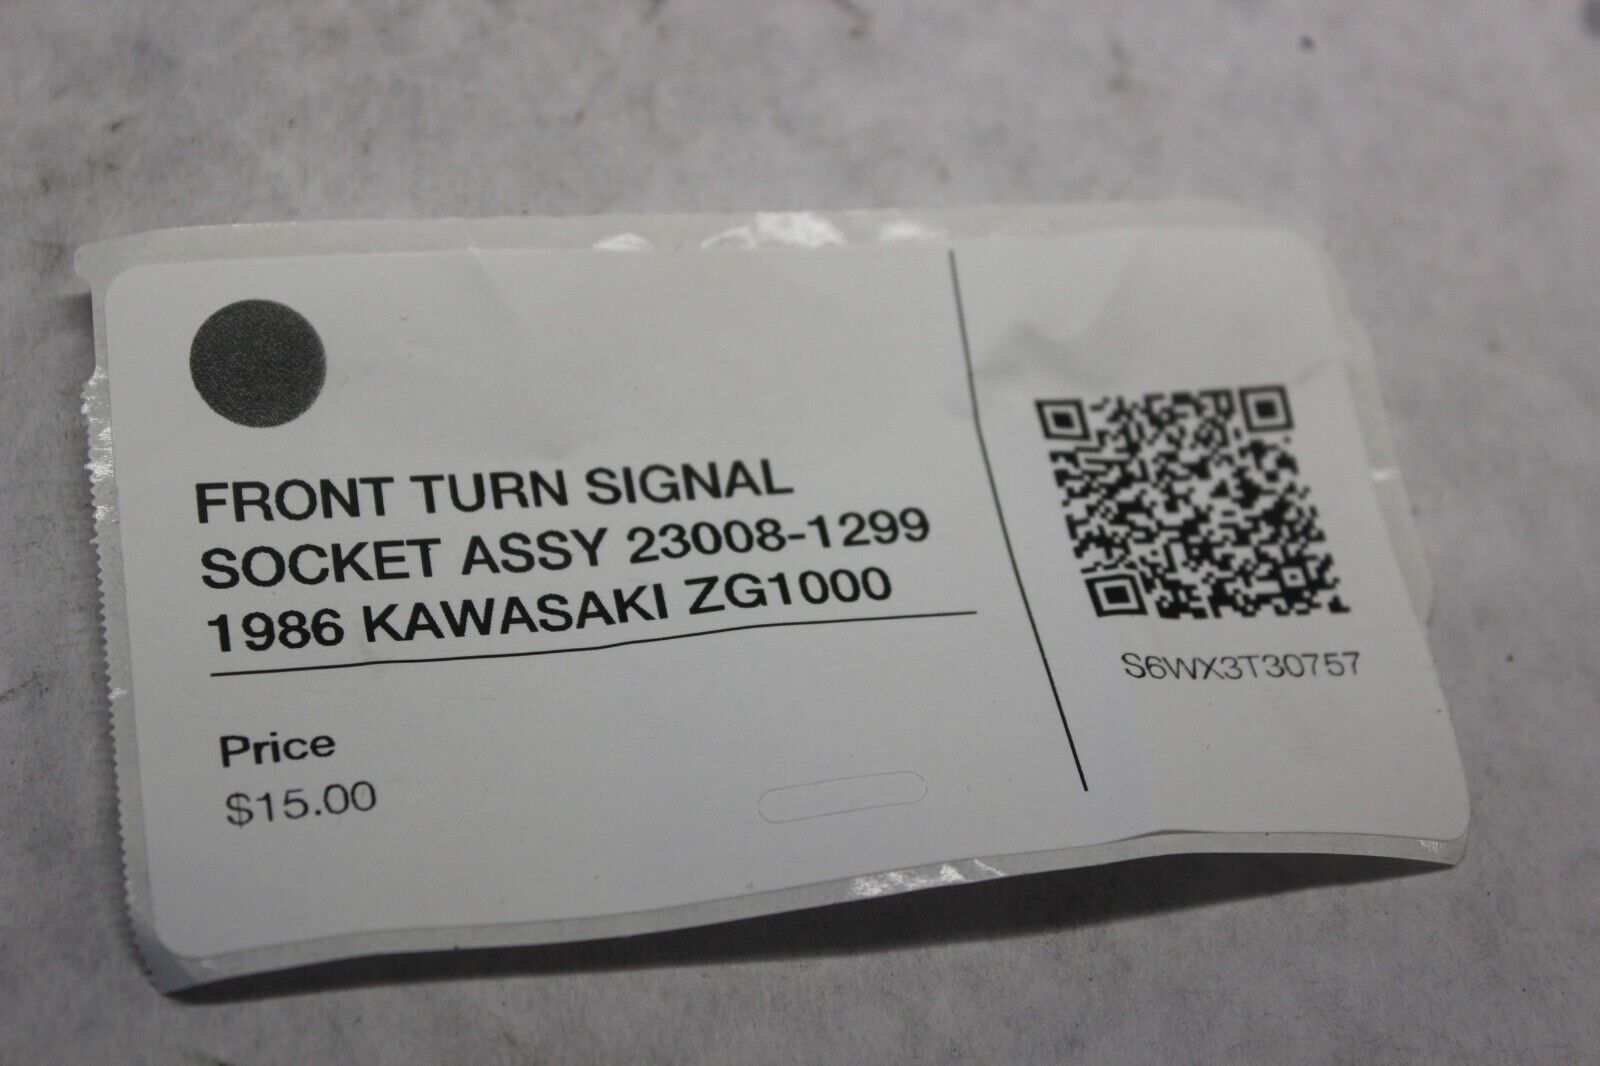 FRONT TURN SIGNAL
SOCKET ASSY 23008-1299
1986 KAWASAKI ZG1000
Price
$15.00
S6WX3T30757